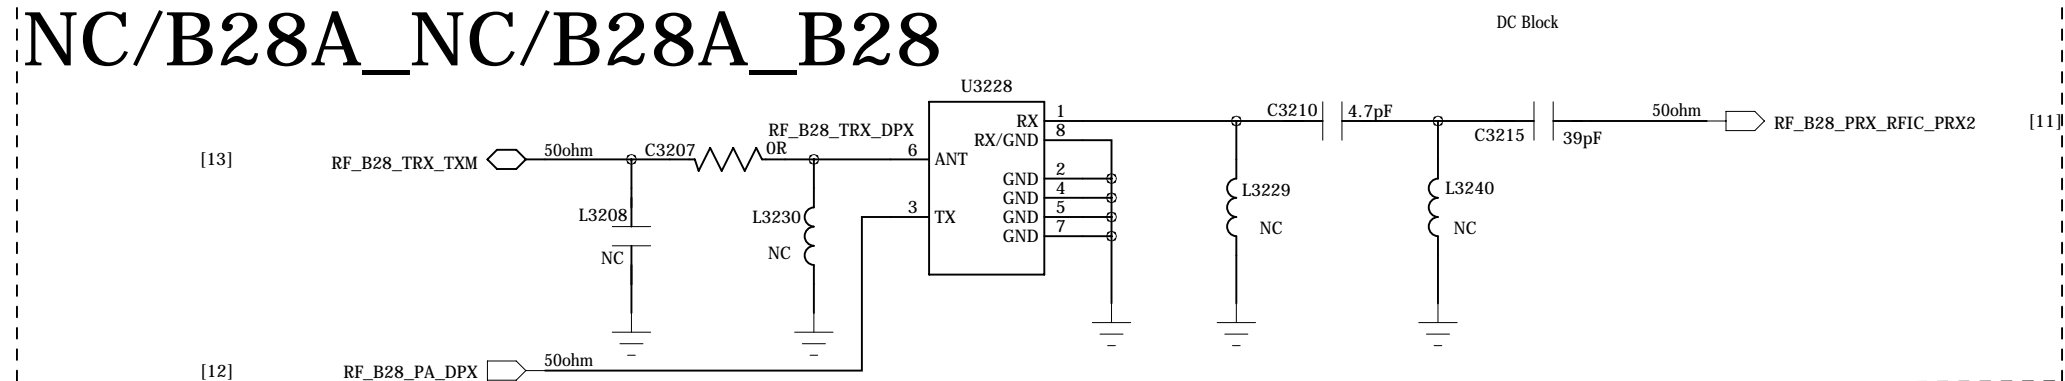 NC/B28A_NC/B28A_B28
DC Block
U3228
RX 1
RX/GND 8
C3210 4.7pF
C3215 39pF
50ohm
RF_B28_PRX_RFIC_PRX2 [11]
[13] RF_B28_TRX_TXM 50ohm
C3207 0R
RF_B28_TRX_DPX
6 ANT
GND 2
GND 4
GND 5
GND 7
3 TX
L3208
NC
L3230
NC
L3229
NC
L3240
NC
[12] RF_B28_PA_DPX 50ohm